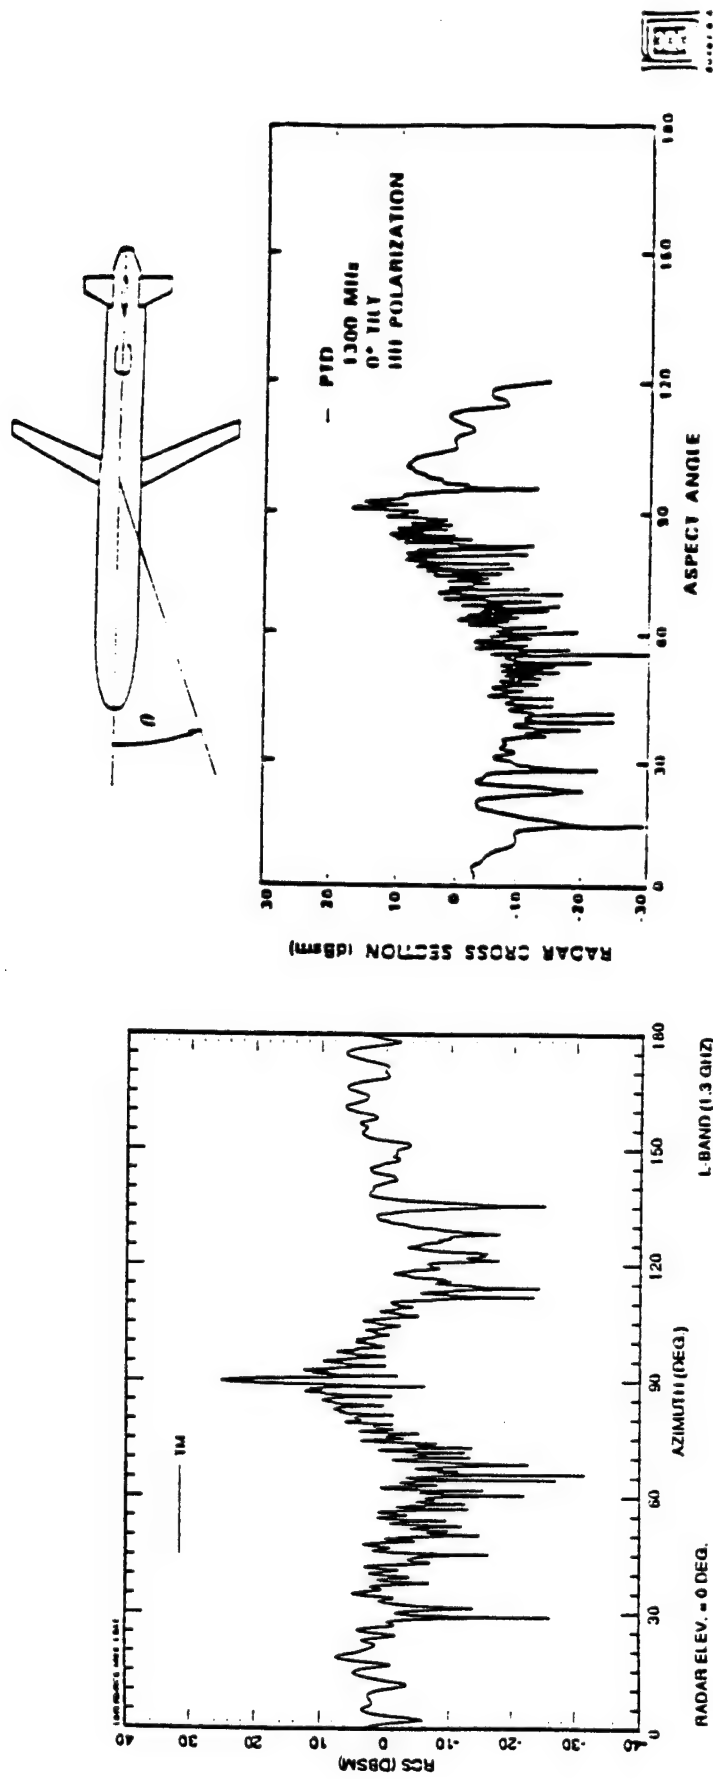 θ
PTD
1300 MHz
0° TILT
HH POLARIZATION
RADAR CROSS SECTION (dBsm)
30
20
10
0
-10
-20
-30
0
30
60
90
120
160
180
ASPECT ANGLE
TM
RCS (DBSM)
40
30
20
10
0
-10
-20
-30
-40
0
30
60
90
120
150
180
AZIMUTH (DEG.)
RADAR ELEV. = 0 DEG.
L-BAND (1.3 GHZ)